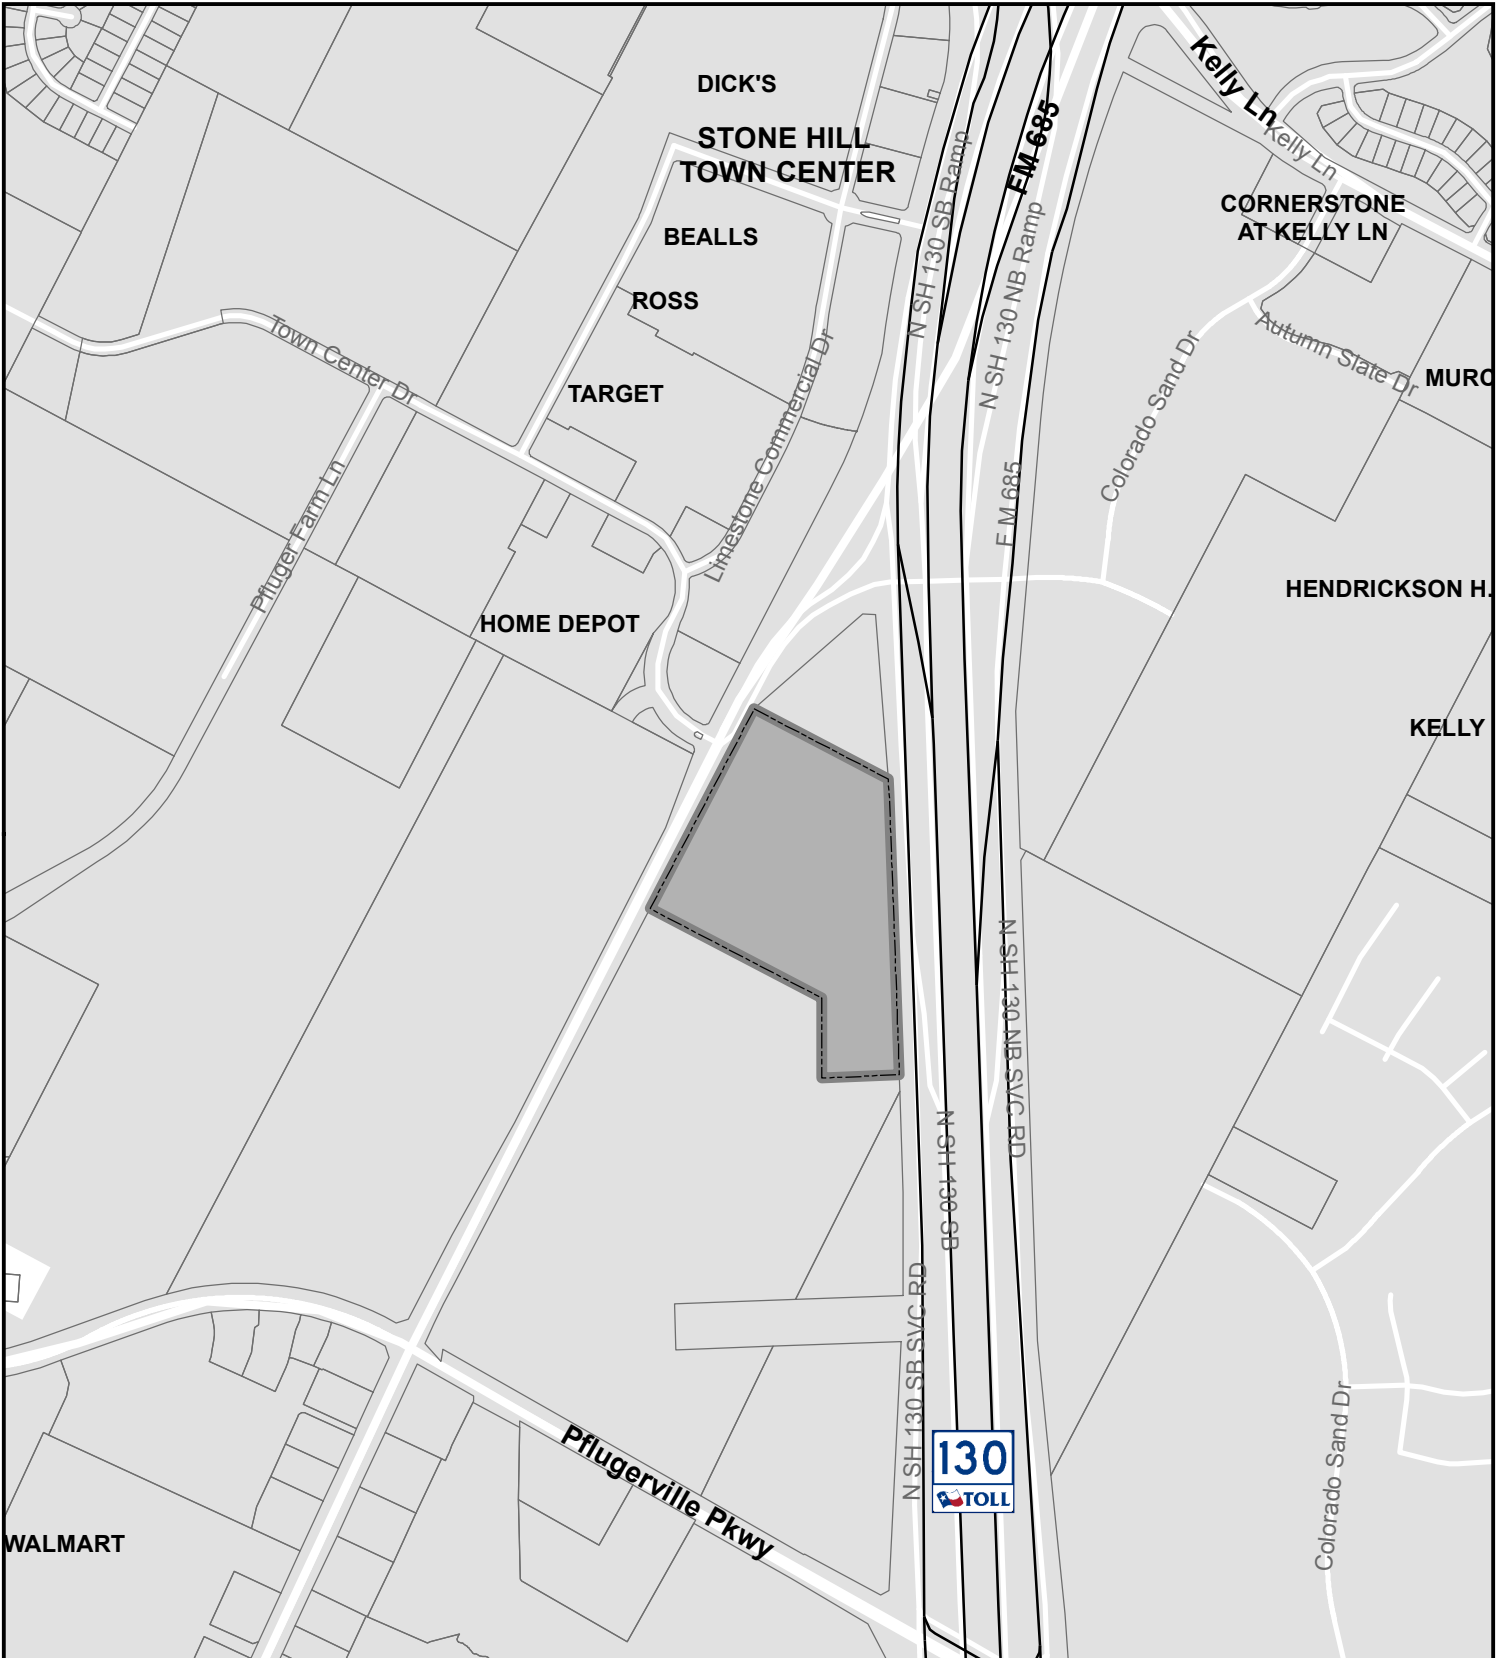 Kelly Ln
DICK'S
FM 685
STONE HILL
TOWN CENTER
Kelly Ln
N SH 130 SB Ramp
CORNERSTONE
AT KELLY LN
BEALLS
N SH 130 NB Ramp
ROSS
Town Center Dr
Autumn Slate Dr
MURC
TARGET
Limestone Commercial Dr
Colorado Sand Dr
Pfluger Farm Ln
F M 685
HENDRICKSON H.
HOME DEPOT
KELLY
N SH 130 NB SVC RD
N SH 130 SB
N SH 130 SB SVC RD
Colorado Sand Dr
130
TOLL
Pflugerville Pkwy
WALMART